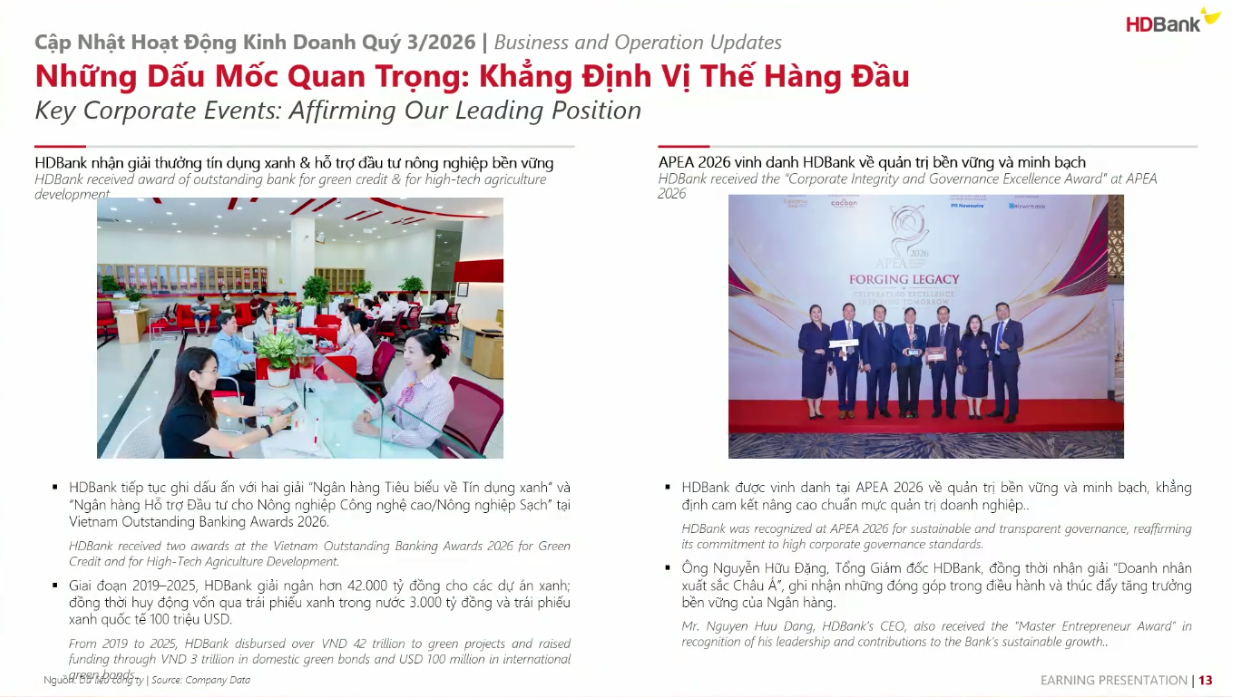 HDBank
Cập Nhật Hoạt Động Kinh Doanh Quý 3/2026 | Business and Operation Updates
Những Dấu Mốc Quan Trọng: Khẳng Định Vị Thế Hàng Đầu
Key Corporate Events: Affirming Our Leading Position
HDBank nhận giải thưởng tín dụng xanh & hỗ trợ đầu tư nông nghiệp bền vững
HDBank received award of outstanding bank for green credit & for high-tech agriculture
development
HDBank tiếp tục ghi dấu ấn với hai giải "Ngân hàng Tiêu biểu về Tín dụng xanh" và
"Ngân hàng Hỗ trợ Đầu tư cho Nông nghiệp Công nghệ cao/Nông nghiệp Sạch" tại
Vietnam Outstanding Banking Awards 2026.
HDBank received two awards at the Vietnam Outstanding Banking Awards 2026 for Green
Credit and for High-Tech Agriculture Development.
Giai đoạn 2019–2025, HDBank giải ngân hơn 42.000 tỷ đồng cho các dự án xanh;
đồng thời huy động vốn qua trái phiếu xanh trong nước 3.000 tỷ đồng và trái phiếu
xanh quốc tế 100 triệu USD.
From 2019 to 2025, HDBank disbursed over VND 42 trillion to green projects and raised
funding through VND 3 trillion in domestic green bonds and USD 100 million in international
green bonds.
APEA 2026 vinh danh HDBank về quản trị bền vững và minh bạch
HDBank received the "Corporate Integrity and Governance Excellence Award" at APEA
2026
cocoon
PR Newswire
APEA 2026
FORGING LEGACY
CELEBRATING EXCELLENCE
TOMORROW
HDBank được vinh danh tại APEA 2026 về quản trị bền vững và minh bạch, khẳng
định cam kết nâng cao chuẩn mực quản trị doanh nghiệp..
HDBank was recognized at APEA 2026 for sustainable and transparent governance, reaffirming
its commitment to high corporate governance standards.
Ông Nguyễn Hữu Đặng, Tổng Giám đốc HDBank, đồng thời nhận giải "Doanh nhân
xuất sắc Châu Á", ghi nhận những đóng góp trong điều hành và thúc đẩy tăng trưởng
bền vững của Ngân hàng.
Mr. Nguyen Huu Dang, HDBank's CEO, also received the "Master Entrepreneur Award" in
recognition of his leadership and contributions to the Bank's sustainable growth..
Nguồn: Dữ liệu công ty | Source: Company Data
EARNING PRESENTATION | 13